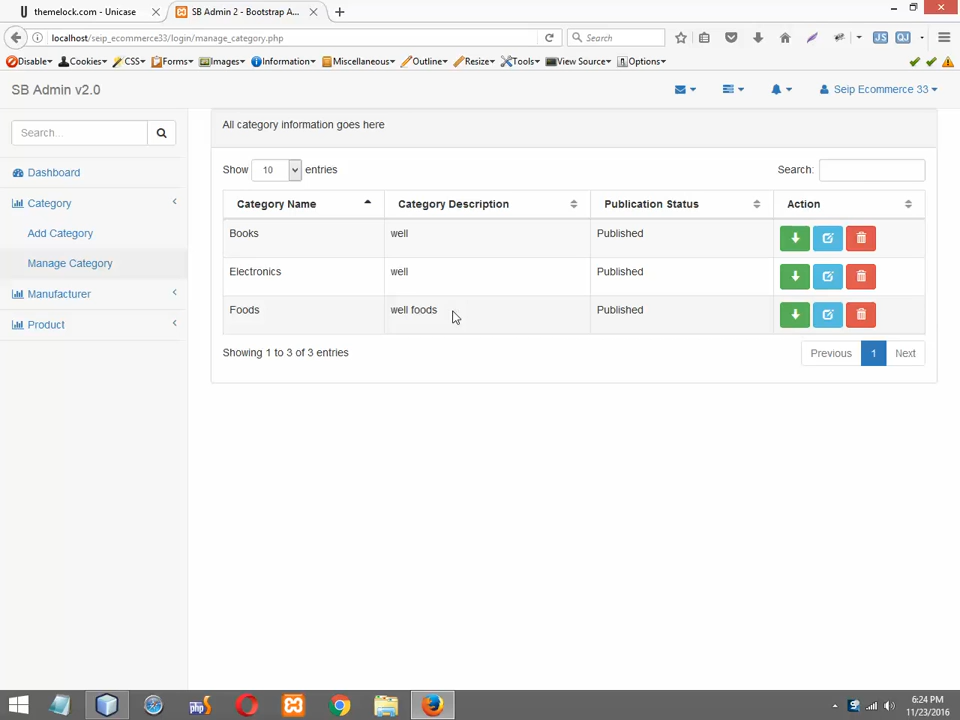 themelock.com - Unicase
SB Admin 2 - Bootstrap A...
localhost/seip_ecommerce33/login/manage_category.php
Search
Disable Cookies CSS Forms Images Information Miscellaneous Outline Resize Tools View Source Options
SB Admin v2.0
Seip Ecommerce 33
Search...
Dashboard
Category
Add Category
Manage Category
Manufacturer
Product
All category information goes here
Show 10 entries
Search:
Category Name Category Description Publication Status Action
Books well Published
Electronics well Published
Foods well foods Published
Showing 1 to 3 of 3 entries
Previous 1 Next
6:24 PM
11/23/2016